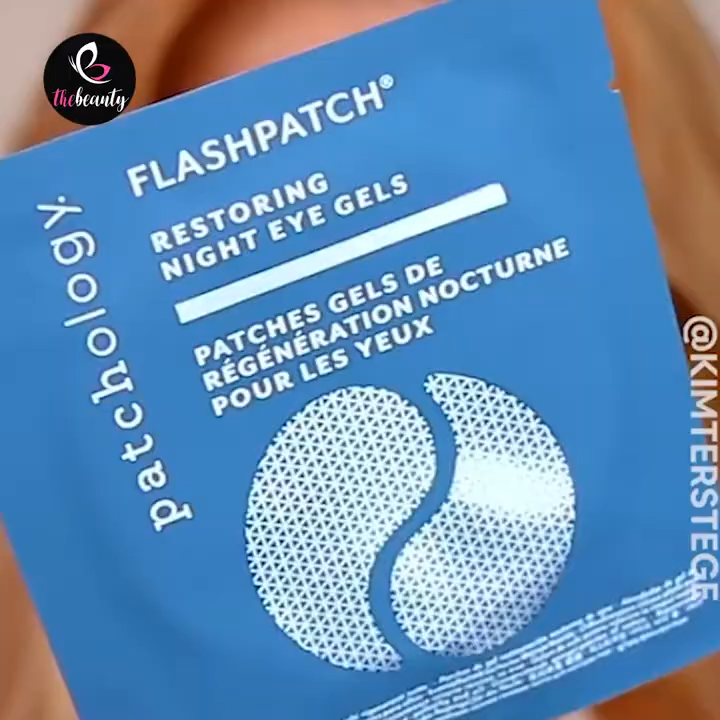 thebeauty
FLASHPATCH®
RESTORING
NIGHT EYE GELS
PATCHES GELS DE
RÉGÉNÉRATION NOCTURNE
POUR LES YEUX
patchology.
@KIMTERSTEGE